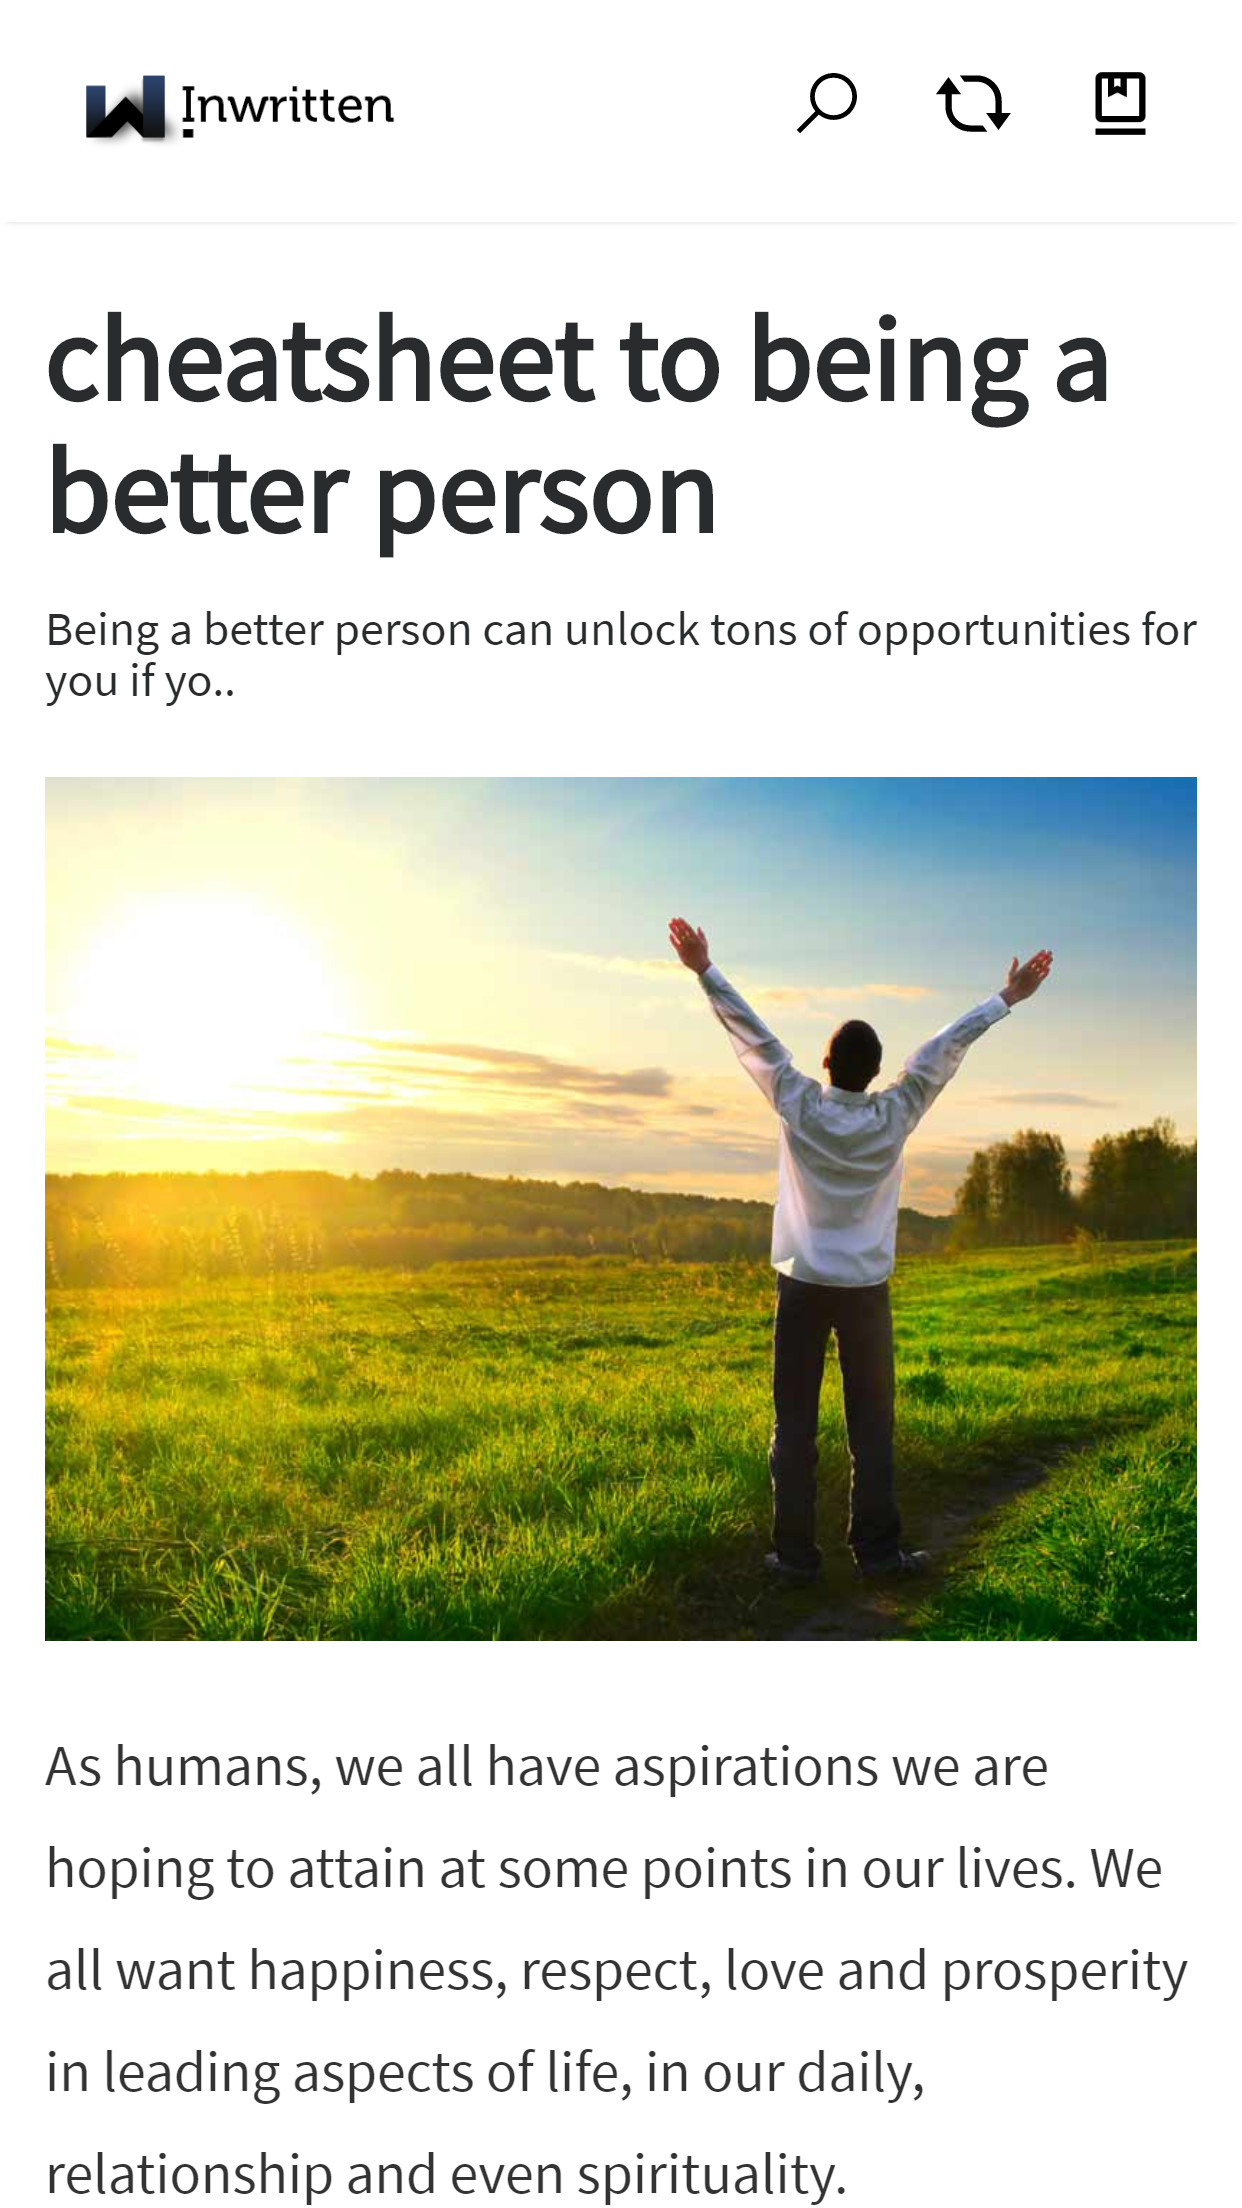 Inwritten
cheatsheet to being a
better person
Being a better person can unlock tons of opportunities for
you if yo..
As humans, we all have aspirations we are
hoping to attain at some points in our lives. We
all want happiness, respect, love and prosperity
in leading aspects of life, in our daily,
relationship and even spirituality.